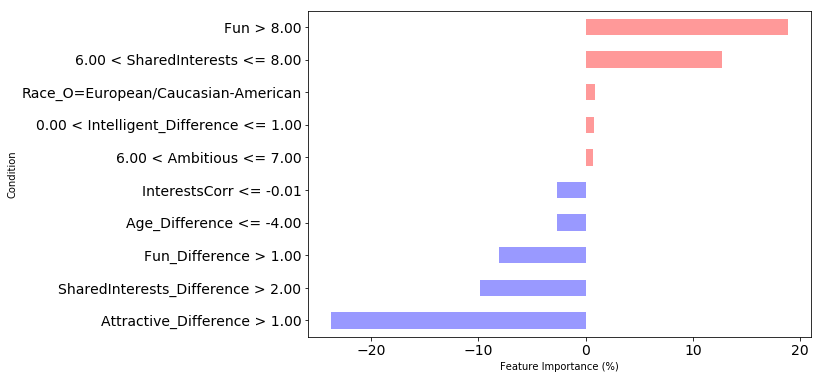 Fun > 8.00
6.00 < SharedInterests <= 8.00
Race_O=European/Caucasian-American
0.00 < Intelligent_Difference <= 1.00
6.00 < Ambitious <= 7.00
InterestsCorr <= -0.01
Age_Difference <= -4.00
Fun_Difference > 1.00
SharedInterests_Difference > 2.00
Attractive_Difference > 1.00
Condition
−20 −10 0 10 20
Feature Importance (%)